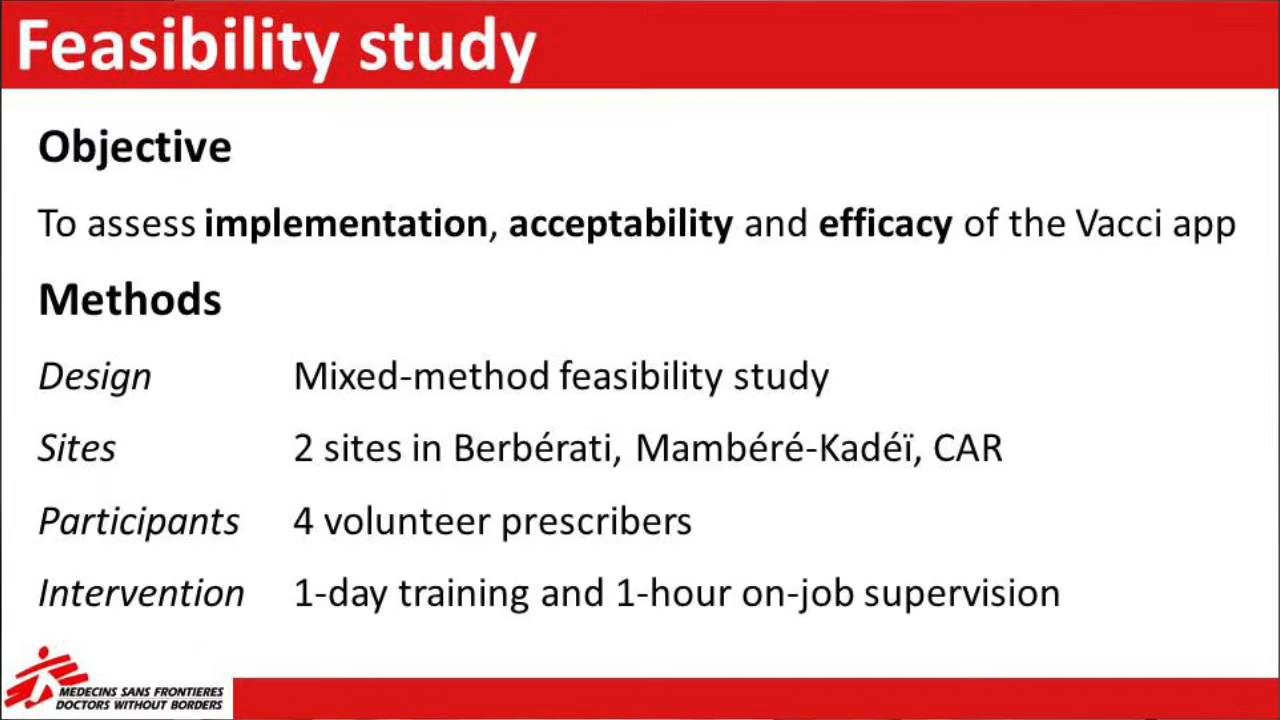 Feasibility study
Objective
To assess implementation, acceptability and efficacy of the Vacci app
Methods
Design Mixed-method feasibility study
Sites 2 sites in Berbérati, Mambéré-Kadéï, CAR
Participants 4 volunteer prescribers
Intervention 1-day training and 1-hour on-job supervision
MEDECINS SANS FRONTIERES
DOCTORS WITHOUT BORDERS